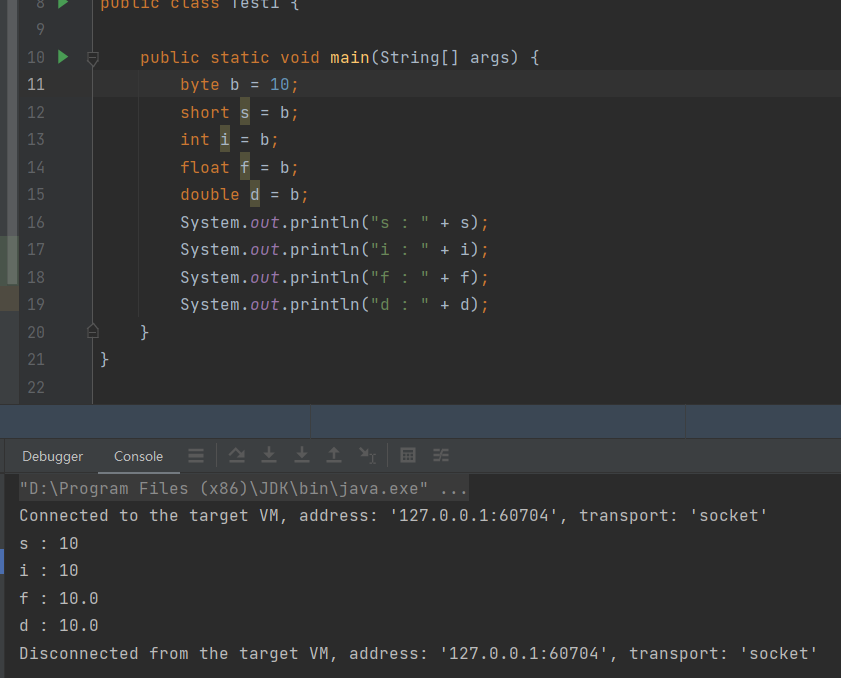 8 public class Test1 {
9
10 public static void main(String[] args) {
11 byte b = 10;
12 short s = b;
13 int i = b;
14 float f = b;
15 double d = b;
16 System.out.println("s : " + s);
17 System.out.println("i : " + i);
18 System.out.println("f : " + f);
19 System.out.println("d : " + d);
20 }
21 }
22
Debugger Console
"D:\Program Files (x86)\JDK\bin\java.exe" ...
Connected to the target VM, address: '127.0.0.1:60704', transport: 'socket'
s : 10
i : 10
f : 10.0
d : 10.0
Disconnected from the target VM, address: '127.0.0.1:60704', transport: 'socket'